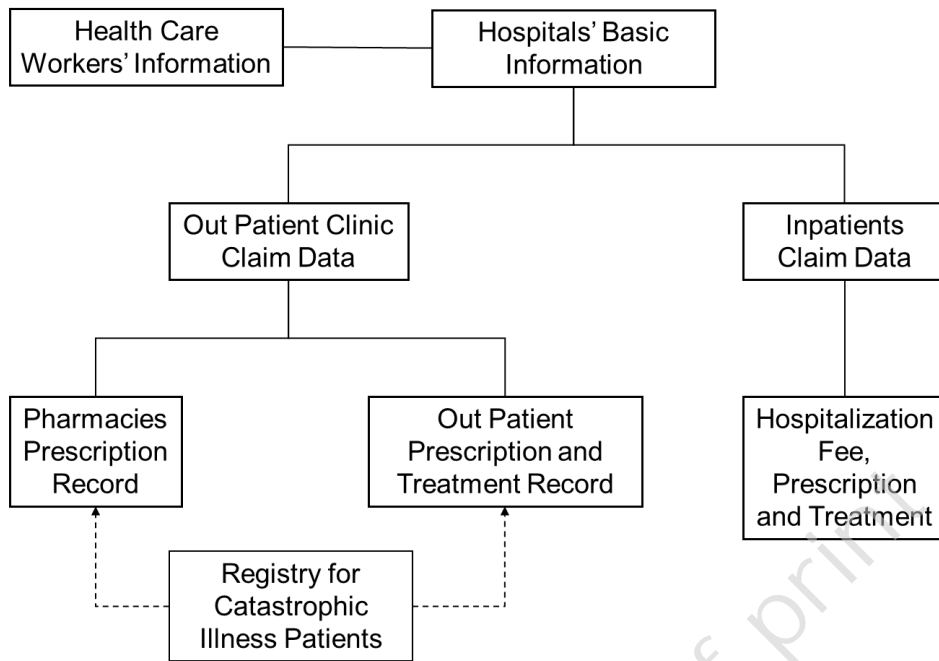 Health Care
Workers' Information
Hospitals' Basic
Information
Out Patient Clinic
Claim Data
Inpatients
Claim Data
Pharmacies
Prescription
Record
Out Patient
Prescription and
Treatment Record
Hospitalization
Fee,
Prescription
and Treatment
Registry for
Catastrophic
Illness Patients
f print